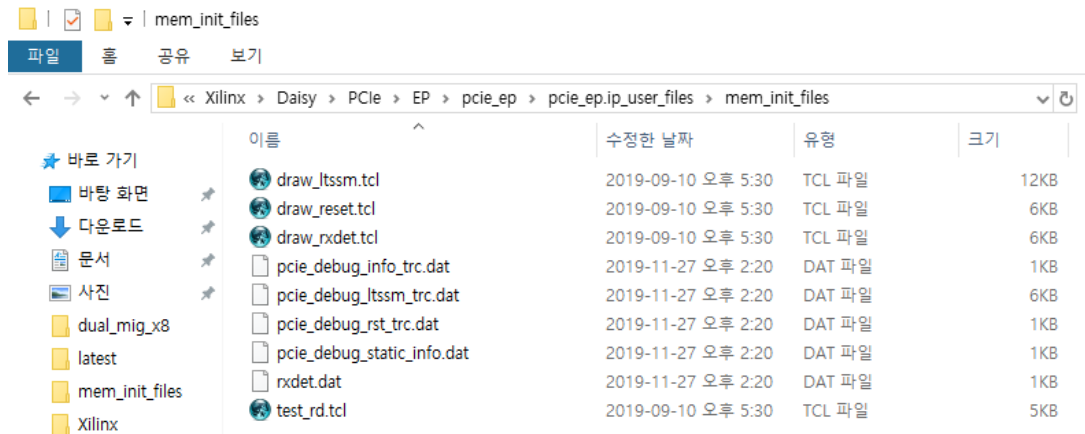 mem_init_files
파일 홈 공유 보기
« Xilinx > Daisy > PCIe > EP > pcie_ep > pcie_ep.ip_user_files > mem_init_files
이름 수정한 날짜 유형 크기
바로 가기
바탕 화면
다운로드
문서
사진
dual_mig_x8
latest
mem_init_files
Xilinx
draw_ltssm.tcl 2019-09-10 오후 5:30 TCL 파일 12KB
draw_reset.tcl 2019-09-10 오후 5:30 TCL 파일 6KB
draw_rxdet.tcl 2019-09-10 오후 5:30 TCL 파일 6KB
pcie_debug_info_trc.dat 2019-11-27 오후 2:20 DAT 파일 1KB
pcie_debug_ltssm_trc.dat 2019-11-27 오후 2:20 DAT 파일 6KB
pcie_debug_rst_trc.dat 2019-11-27 오후 2:20 DAT 파일 1KB
pcie_debug_static_info.dat 2019-11-27 오후 2:20 DAT 파일 1KB
rxdet.dat 2019-11-27 오후 2:20 DAT 파일 1KB
test_rd.tcl 2019-09-10 오후 5:30 TCL 파일 5KB